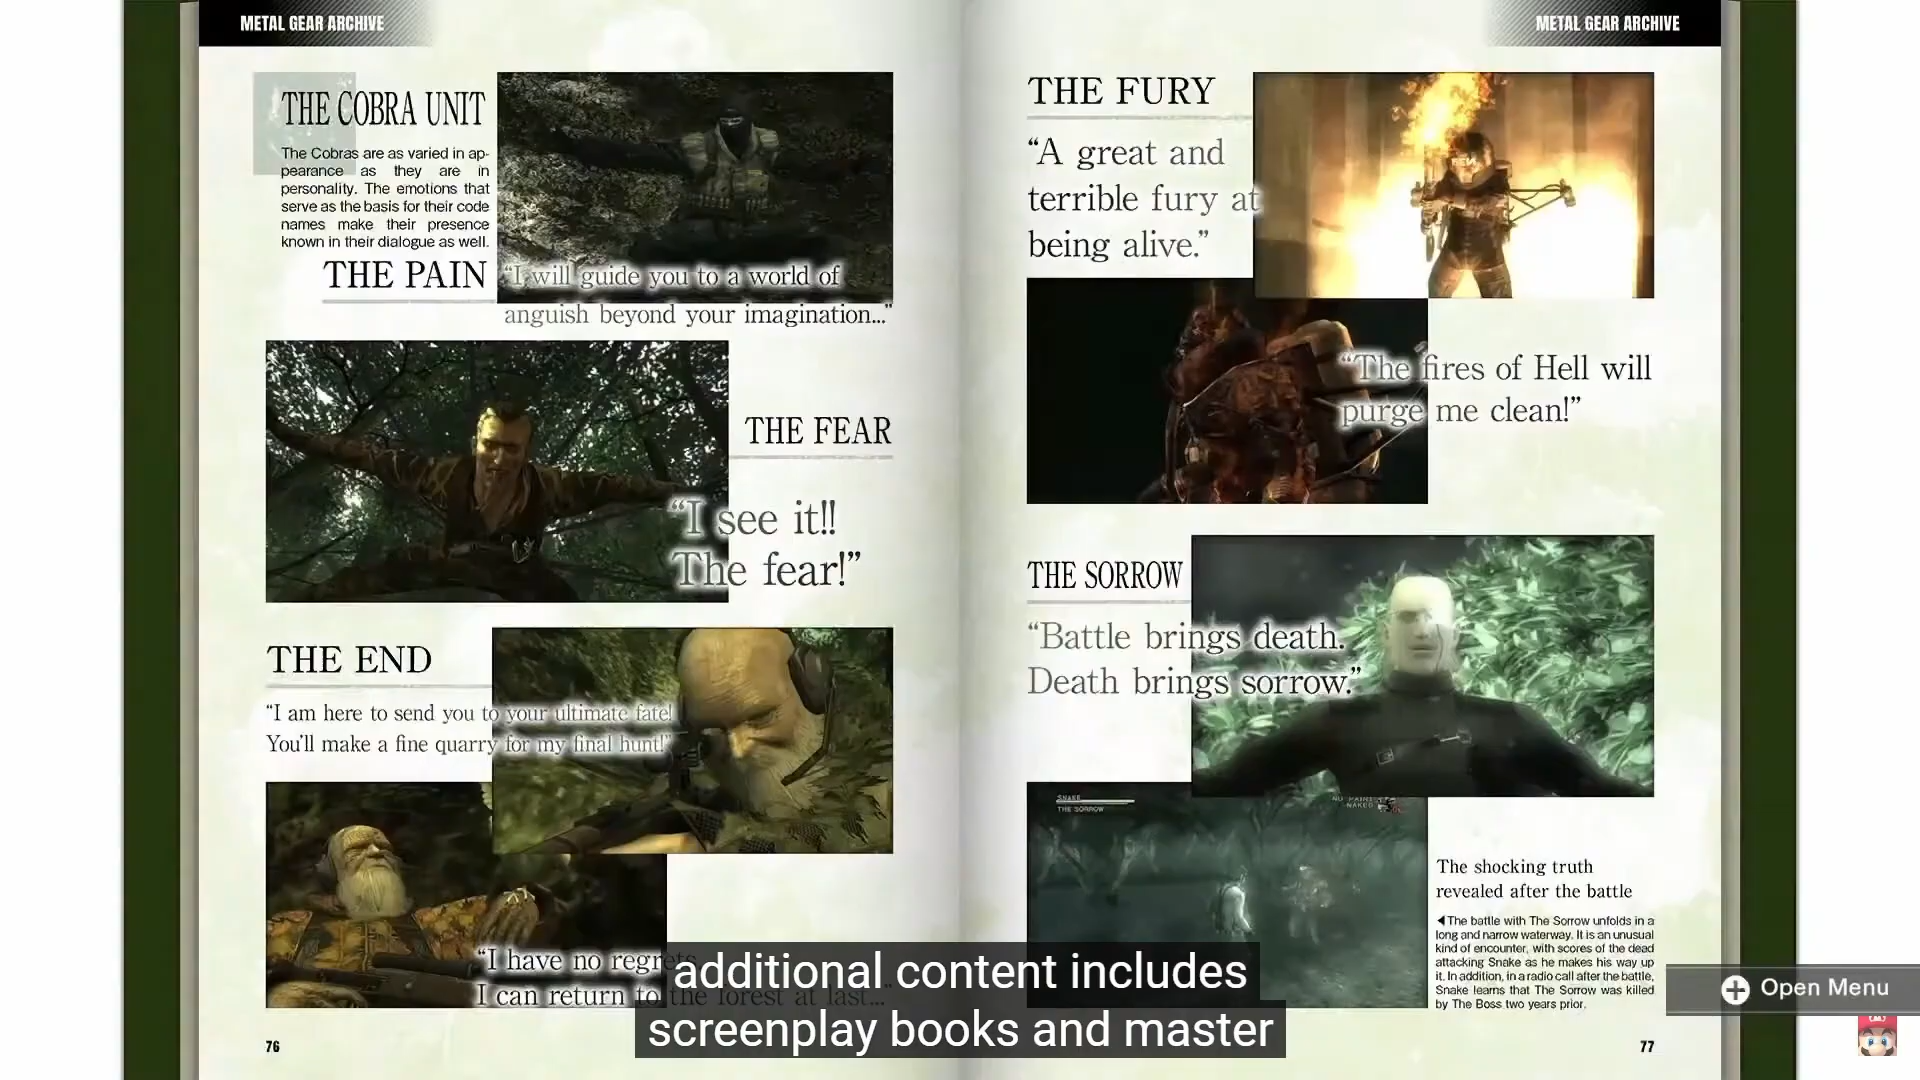 METAL GEAR ARCHIVE
METAL GEAR ARCHIVE
THE COBRA UNIT
The Cobras are as varied in ap-
pearance as they are in
personality. The emotions that
serve as the basis for their code
names make their presence
known in their dialogue as well.
THE PAIN
“I will guide you to a world of
anguish beyond your imagination...”
THE FEAR
“I see it!!
The fear!”
THE END
“I am here to send you to your ultimate fate!
You'll make a fine quarry for my final hunt!”
“I have no regrets
I can return to the forest at last...”
76
THE FURY
“A great and
terrible fury at
being alive.”
“The fires of Hell will
purge me clean!”
THE SORROW
“Battle brings death.
Death brings sorrow.”
SNAKE
THE SORROW
NO PAINT
NAKED
The shocking truth
revealed after the battle
◀The battle with The Sorrow unfolds in a
long and narrow waterway. It is an unusual
kind of encounter, with scores of the dead
attacking Snake as he makes his way up
it. In addition, in a radio call after the battle,
Snake learns that The Sorrow was killed
by The Boss two years prior.
77
additional content includes
screenplay books and master
Open Menu